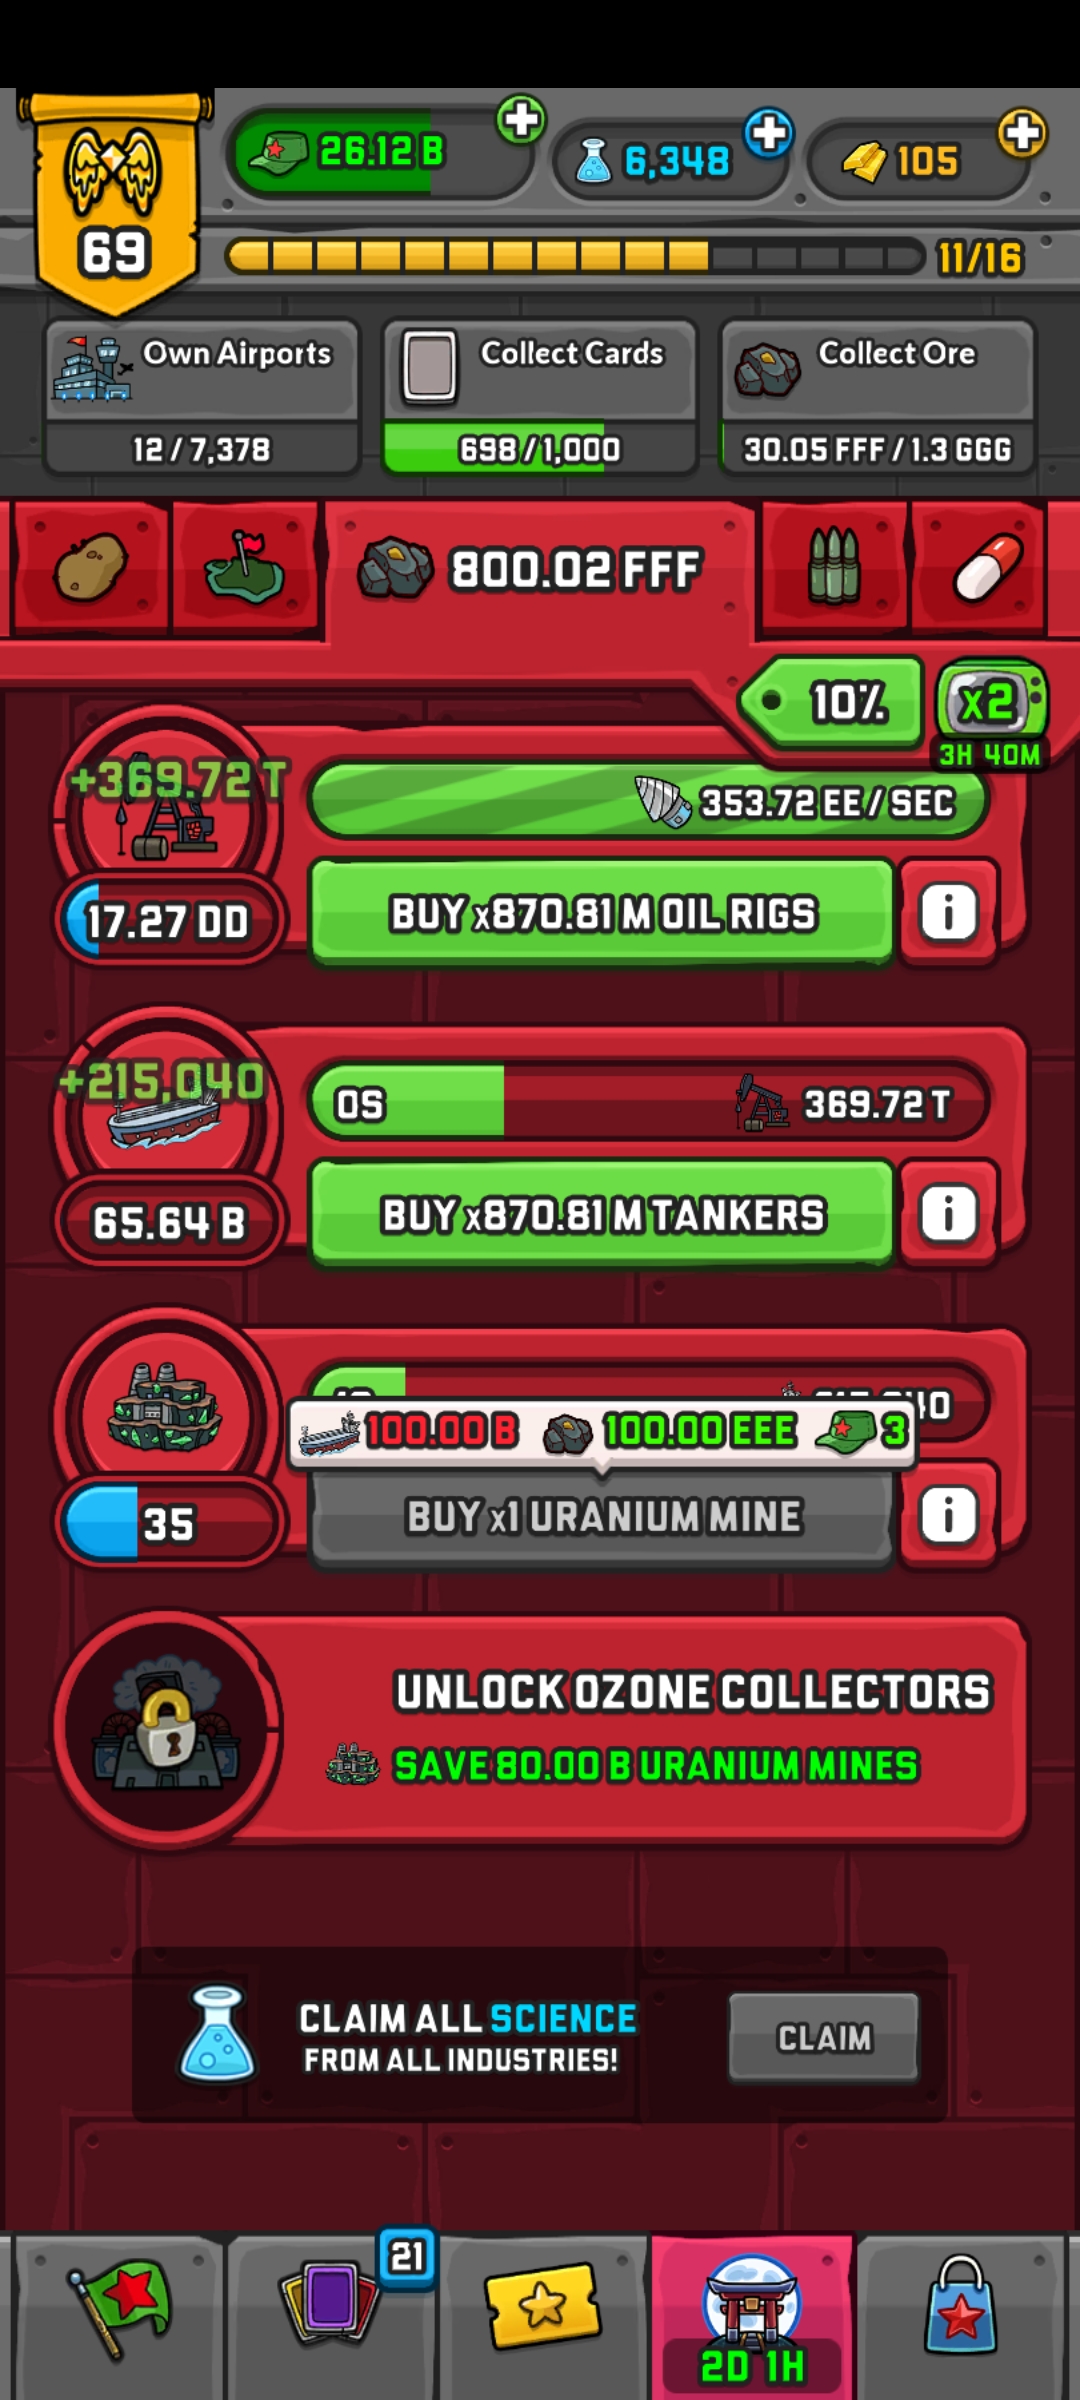 26.12 B
6,348
105
69
11/16
Own Airports
Collect Cards
Collect Ore
12 / 7,378
698 / 1,000
30.05 FFF / 1.3 GGG
800.02 FFF
10%
x2
3H 40M
+369.72 T
353.72 EE / SEC
17.27 DD
BUY x870.81 M OIL RIGS
i
+215,040
0S
369.72 T
65.64 B
BUY x870.81 M TANKERS
i
100.00 B
100.00 EEE
3
35
BUY x1 URANIUM MINE
i
UNLOCK OZONE COLLECTORS
SAVE 80.00 B URANIUM MINES
CLAIM ALL SCIENCE
FROM ALL INDUSTRIES!
CLAIM
21
2D 1H